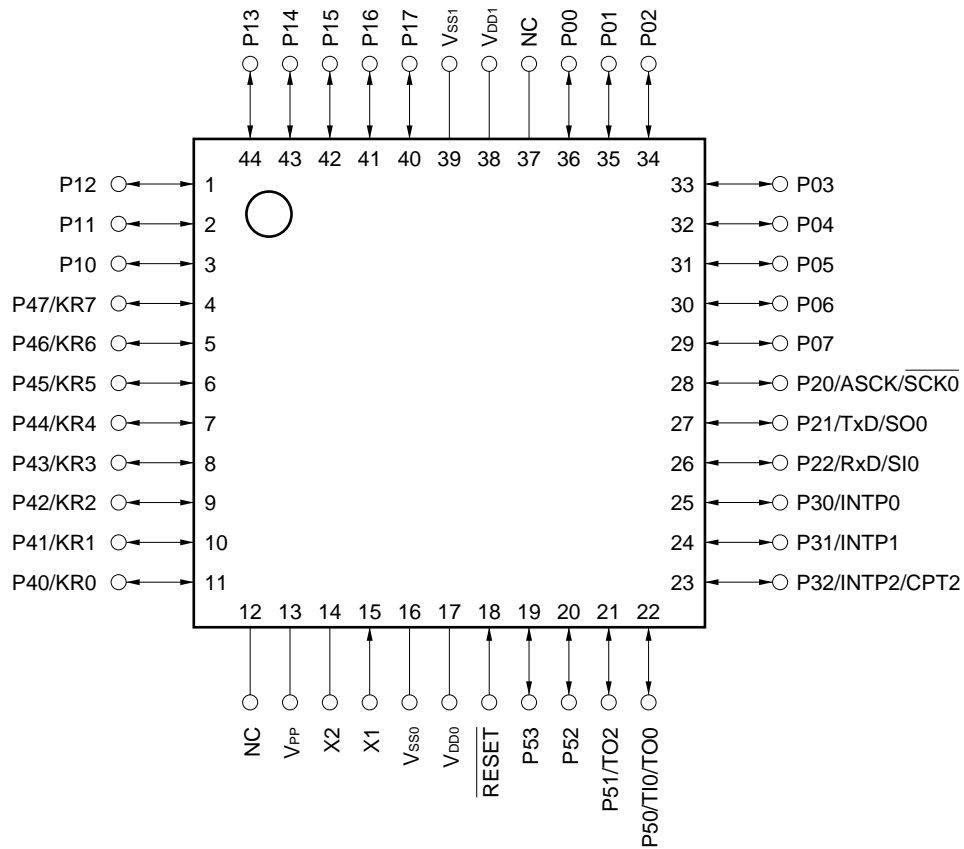 P13
P14
P15
P16
P17
VSS1
VDD1
NC
P00
P01
P02
44 43 42 41 40 39 38 37 36 35 34
P12 1 33 P03
P11 2 32 P04
P10 3 31 P05
P47/KR7 4 30 P06
P46/KR6 5 29 P07
P45/KR5 6 28 P20/ASCK/SCK0
P44/KR4 7 27 P21/TxD/SO0
P43/KR3 8 26 P22/RxD/SI0
P42/KR2 9 25 P30/INTP0
P41/KR1 10 24 P31/INTP1
P40/KR0 11 23 P32/INTP2/CPT2
12 13 14 15 16 17 18 19 20 21 22
NC
VPP
X2
X1
VSS0
VDD0
RESET
P53
P52
P51/TO2
P50/TI0/TO0